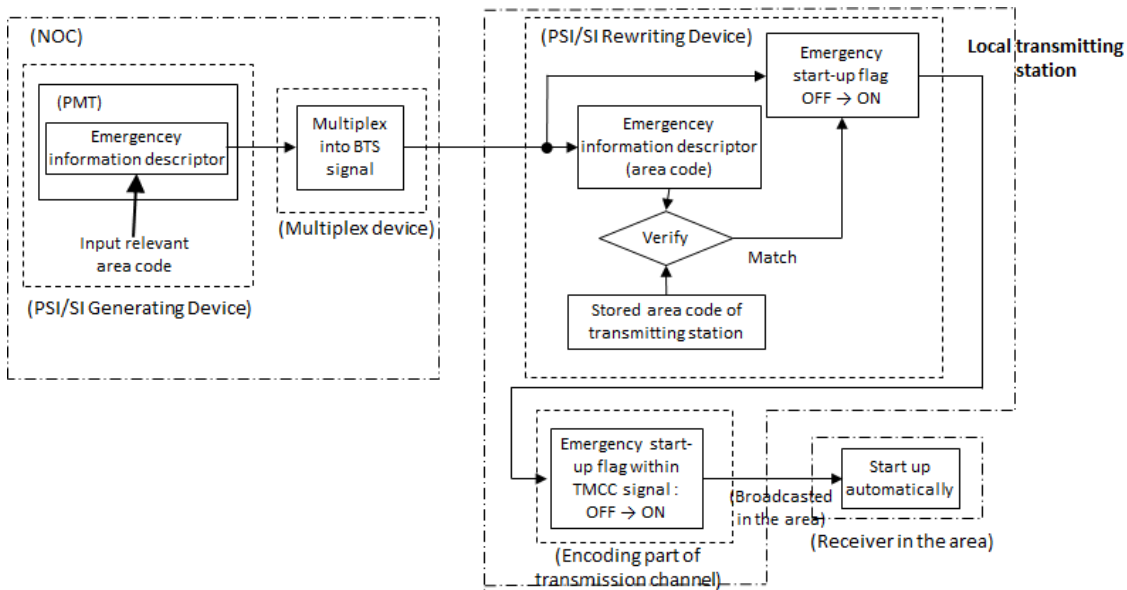 (NOC)
(PMT)
Emergencey
information descriptor
Input relevant
area code
(PSI/SI Generating Device)
Multiplex
into BTS
signal
(Multiplex device)
(PSI/SI Rewriting Device)
Emergencey
information descriptor
(area code)
Verify
Match
Stored area code of
transmitting station
Emergency
start-up flag
OFF → ON
Local transmitting
station
Emergency start-
up flag within
TMCC signal :
OFF → ON
(Encoding part of
transmission channel)
(Broadcasted
in the area)
Start up
automatically
(Receiver in the area)